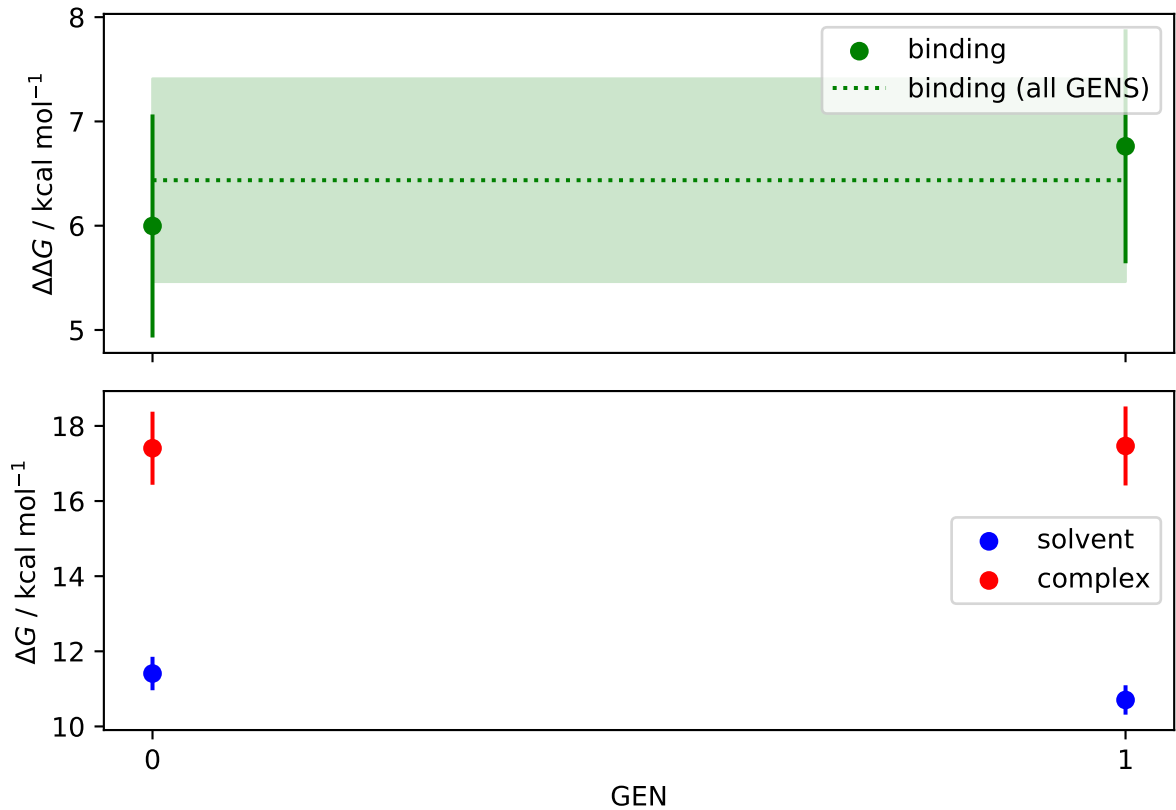 8
7
6
5
ΔΔG / kcal mol⁻¹
binding
binding (all GENS)
18
16
14
12
10
ΔG / kcal mol⁻¹
solvent
complex
0 1
GEN